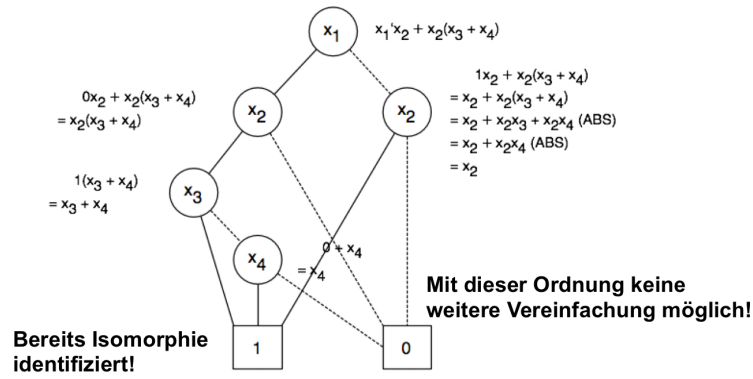 x1
x1'x2 + x2(x3 + x4)
0x2 + x2(x3 + x4)
= x2(x3 + x4)
x2
x2
1x2 + x2(x3 + x4)
= x2 + x2(x3 + x4)
= x2 + x2x3 + x2x4 (ABS)
= x2 + x2x4 (ABS)
= x2
1(x3 + x4)
= x3 + x4
x3
x4
0 + x4
= x4
Mit dieser Ordnung keine
weitere Vereinfachung möglich!
Bereits Isomorphie
identifiziert!
1
0